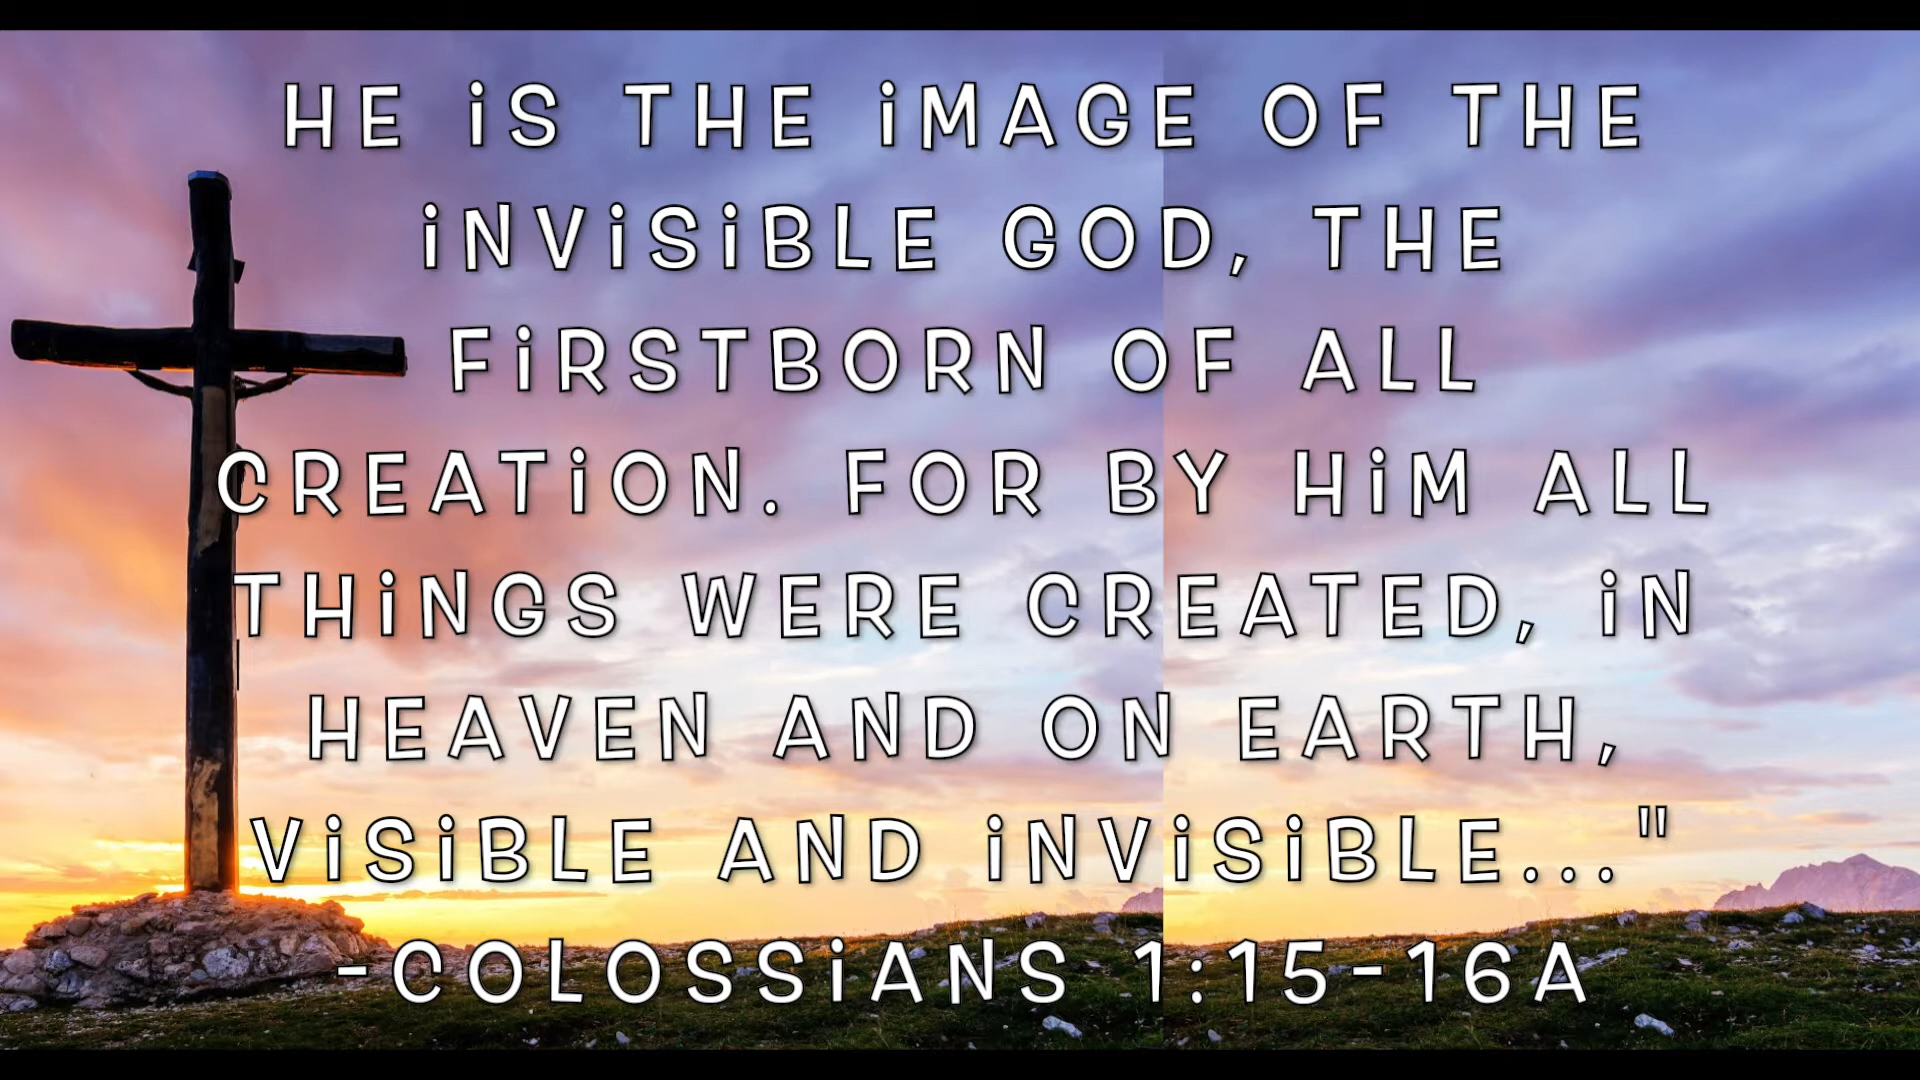 HE iS THE iMAGE OF THE
iNViSiBLE GOD, THE
FiRSTBORN OF ALL
CREATiON. FOR BY HiM ALL
THiNGS WERE CREATED, iN
HEAVEN AND ON EARTH,
ViSiBLE AND iNViSiBLE..."
-COLOSSiANS 1:15-16A